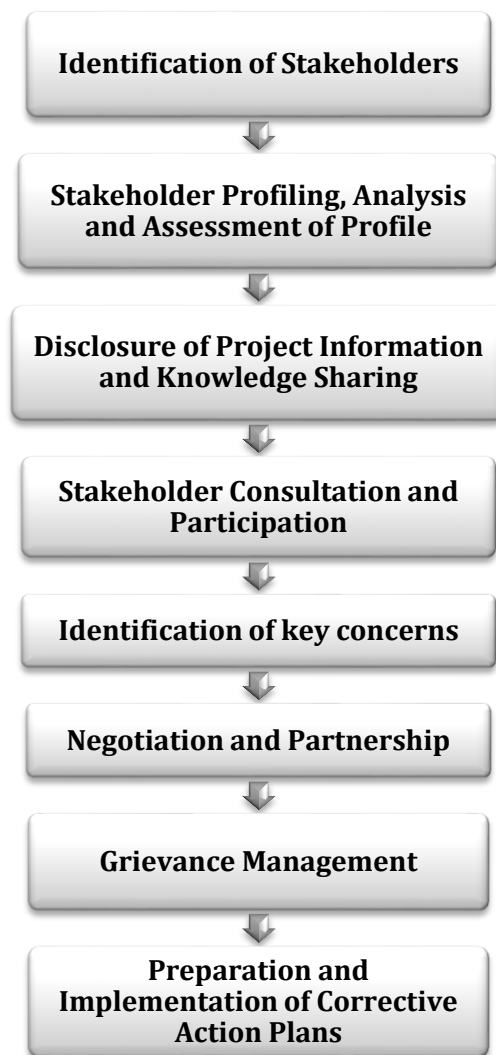 Identification of Stakeholders
Stakeholder Profiling, Analysis
and Assessment of Profile
Disclosure of Project Information
and Knowledge Sharing
Stakeholder Consultation and
Participation
Identification of key concerns
Negotiation and Partnership
Grievance Management
Preparation and
Implementation of Corrective
Action Plans